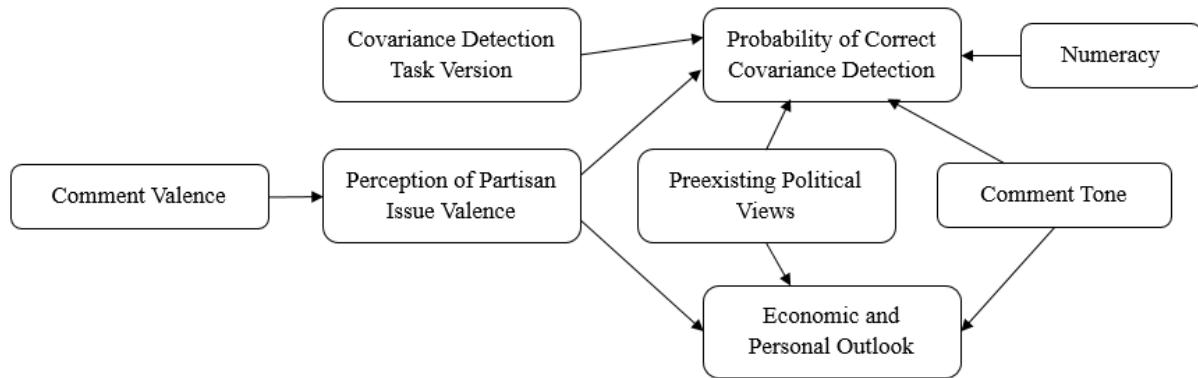 Covariance Detection
Task Version
Probability of Correct
Covariance Detection
Numeracy
Comment Valence
Perception of Partisan
Issue Valence
Preexisting Political
Views
Comment Tone
Economic and
Personal Outlook